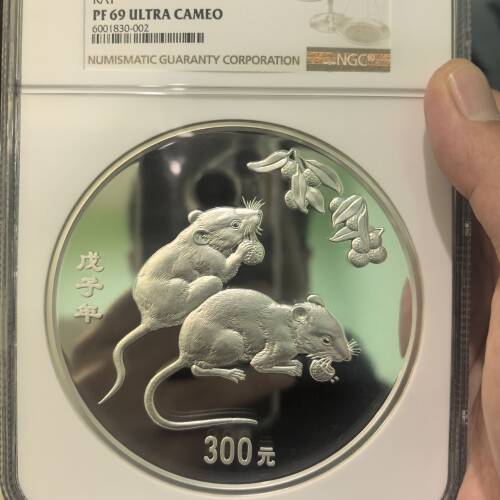 RAT
PF 69 ULTRA CAMEO
6001830-002
NUMISMATIC GUARANTY CORPORATION
NGC®
戊子年
300元